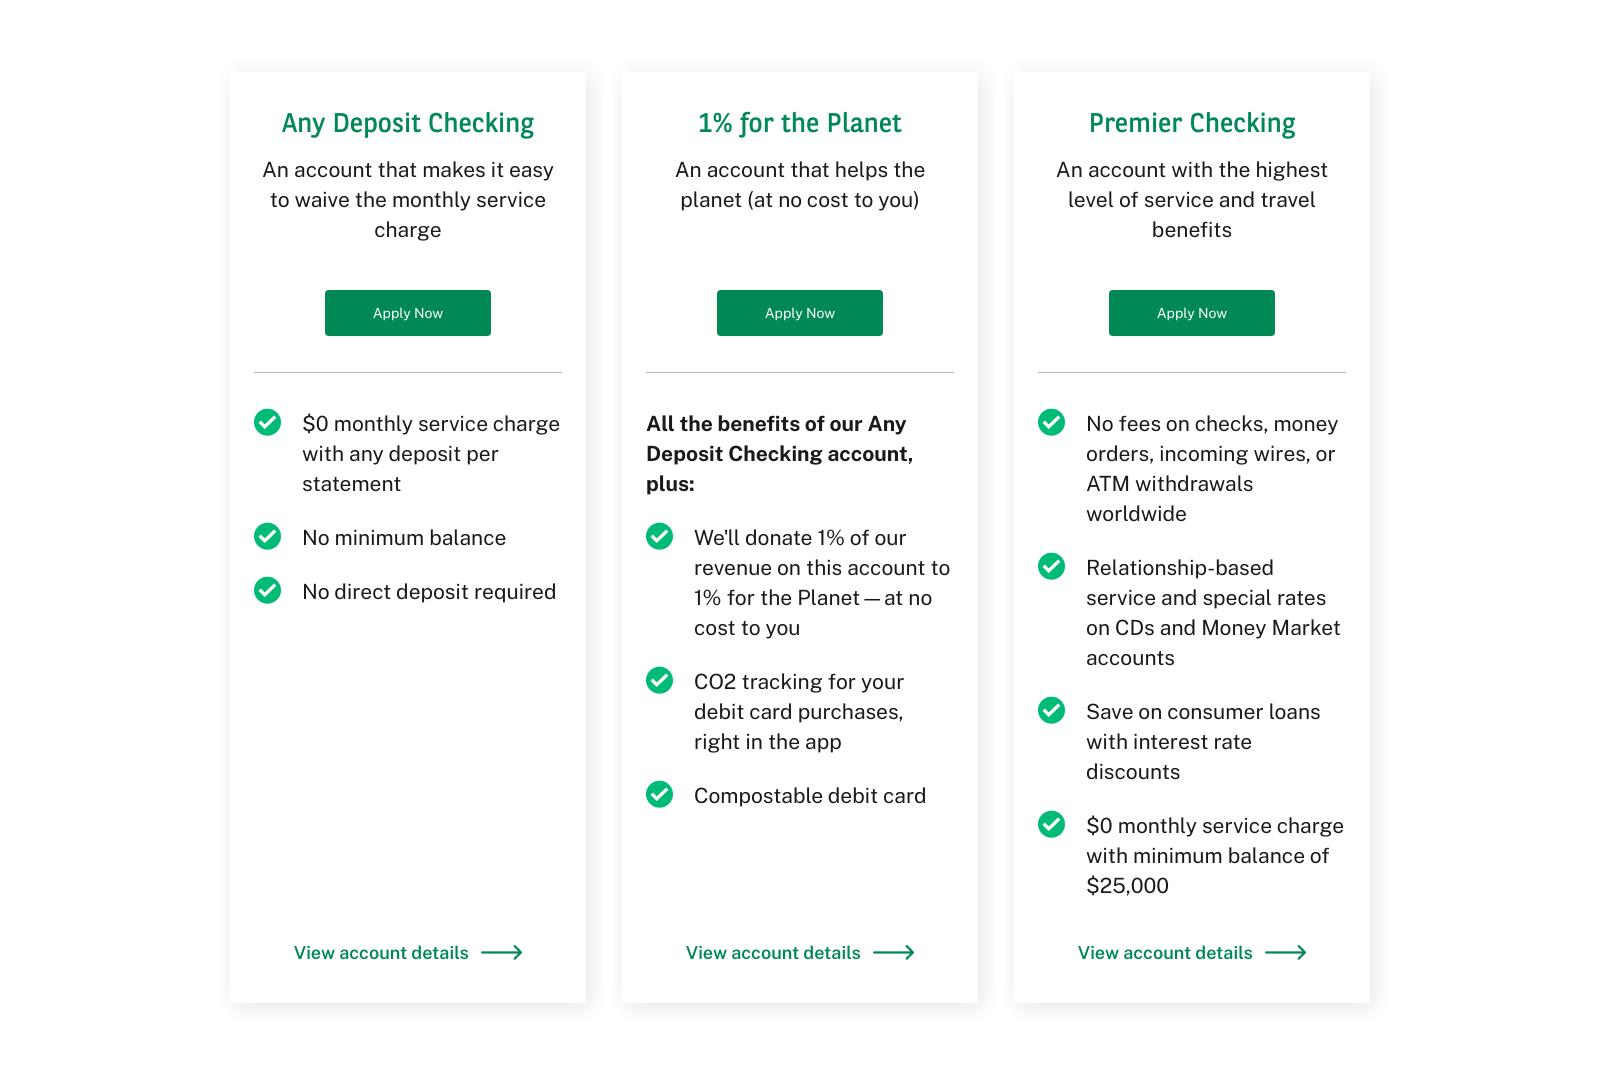 Any Deposit Checking
An account that makes it easy
to waive the monthly service
charge
Apply Now
$0 monthly service charge
with any deposit per
statement
No minimum balance
No direct deposit required
View account details
1% for the Planet
An account that helps the
planet (at no cost to you)
Apply Now
All the benefits of our Any
Deposit Checking account,
plus:
We'll donate 1% of our
revenue on this account to
1% for the Planet—at no
cost to you
CO2 tracking for your
debit card purchases,
right in the app
Compostable debit card
View account details
Premier Checking
An account with the highest
level of service and travel
benefits
Apply Now
No fees on checks, money
orders, incoming wires, or
ATM withdrawals
worldwide
Relationship-based
service and special rates
on CDs and Money Market
accounts
Save on consumer loans
with interest rate
discounts
$0 monthly service charge
with minimum balance of
$25,000
View account details